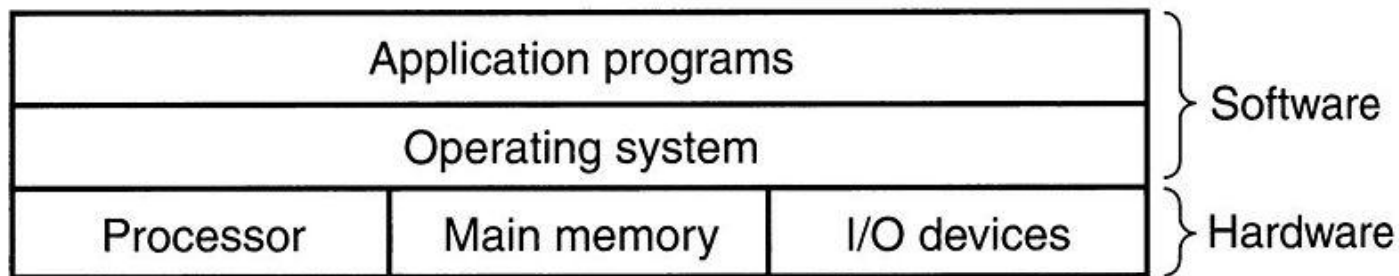 Application programs
Software
Operating system
Processor Main memory I/O devices Hardware